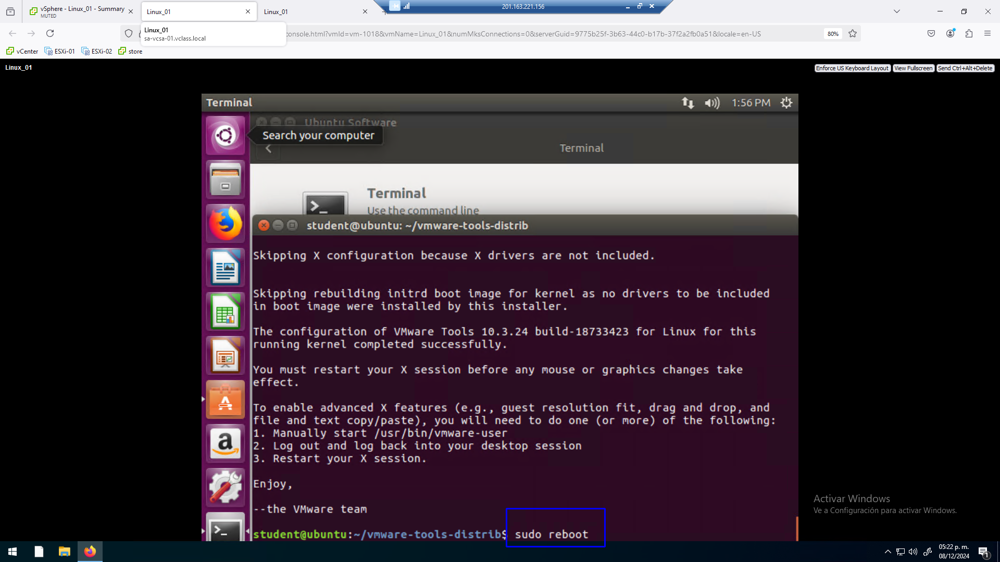 vSphere - Linux_01 - Summary
MUTED
Linux_01
Linux_01
201.163.221.156
Linux_01
sa-vcsa-01.vclass.local
console.html?vmId=vm-1018&vmName=Linux_01&numMksConnections=0&serverGuid=9775b25f-3b63-44c0-b17b-37f2a2fb0a51&locale=en-US
80%
vCenter
ESXi-01
ESXi-02
store
Linux_01
Enforce US Keyboard Layout
View Fullscreen
Send Ctrl+Alt+Delete
Terminal
1:56 PM
Ubuntu Software
Search your computer
Terminal
Terminal
Use the command line
student@ubuntu: ~/vmware-tools-distrib
Skipping X configuration because X drivers are not included.
Skipping rebuilding initrd boot image for kernel as no drivers to be included
in boot image were installed by this installer.
The configuration of VMware Tools 10.3.24 build-18733423 for Linux for this
running kernel completed successfully.
You must restart your X session before any mouse or graphics changes take
effect.
To enable advanced X features (e.g., guest resolution fit, drag and drop, and
file and text copy/paste), you will need to do one (or more) of the following:
1. Manually start /usr/bin/vmware-user
2. Log out and log back into your desktop session
3. Restart your X session.
Enjoy,
--the VMware team
student@ubuntu:~/vmware-tools-distrib$ sudo reboot
Activar Windows
Ve a Configuración para activar Windows.
05:22 p. m.
08/12/2024
1